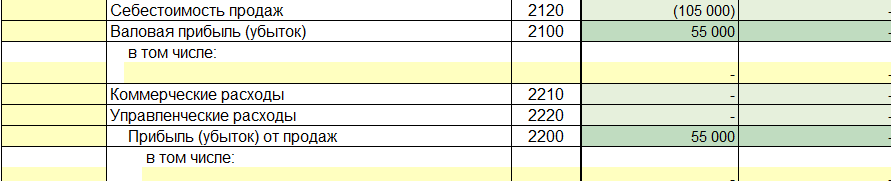 Себестоимость продаж 2120 (105 000) -
Валовая прибыль (убыток) 2100 55 000 -
в том числе:
- -
Коммерческие расходы 2210 - -
Управленческие расходы 2220 - -
Прибыль (убыток) от продаж 2200 55 000 -
в том числе:
- -